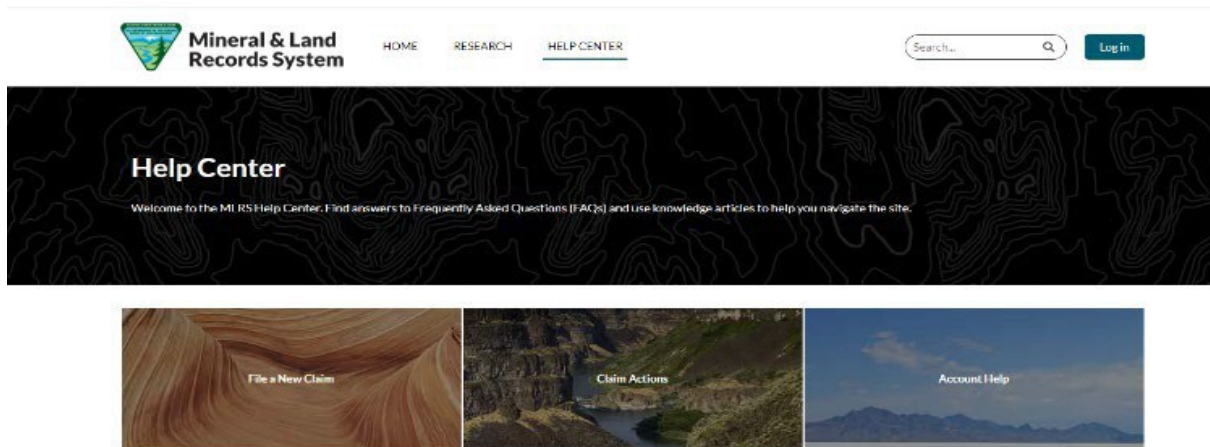 Mineral & Land
Records System
HOME
RESEARCH
HELP CENTER
Search...
Log in
Help Center
Welcome to the MLRS Help Center. Find answers to Frequently Asked Questions (FAQs) and use knowledge articles to help you navigate the site.
File a New Claim
Claim Actions
Account Help